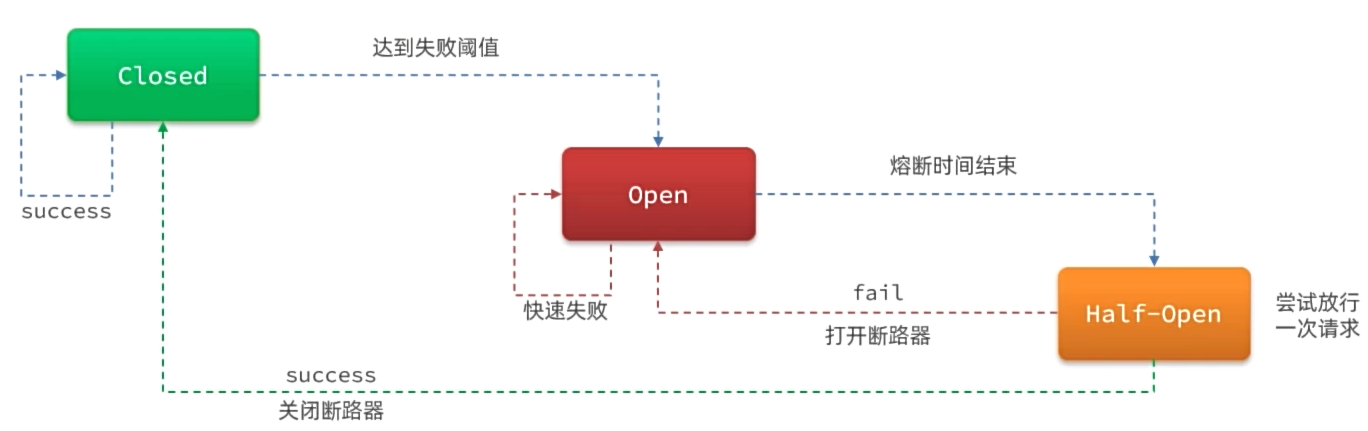 达到失败阈值
Closed
success
熔断时间结束
Open
快速失败
fail
打开断路器
Half-Open
尝试放行
一次请求
success
关闭断路器